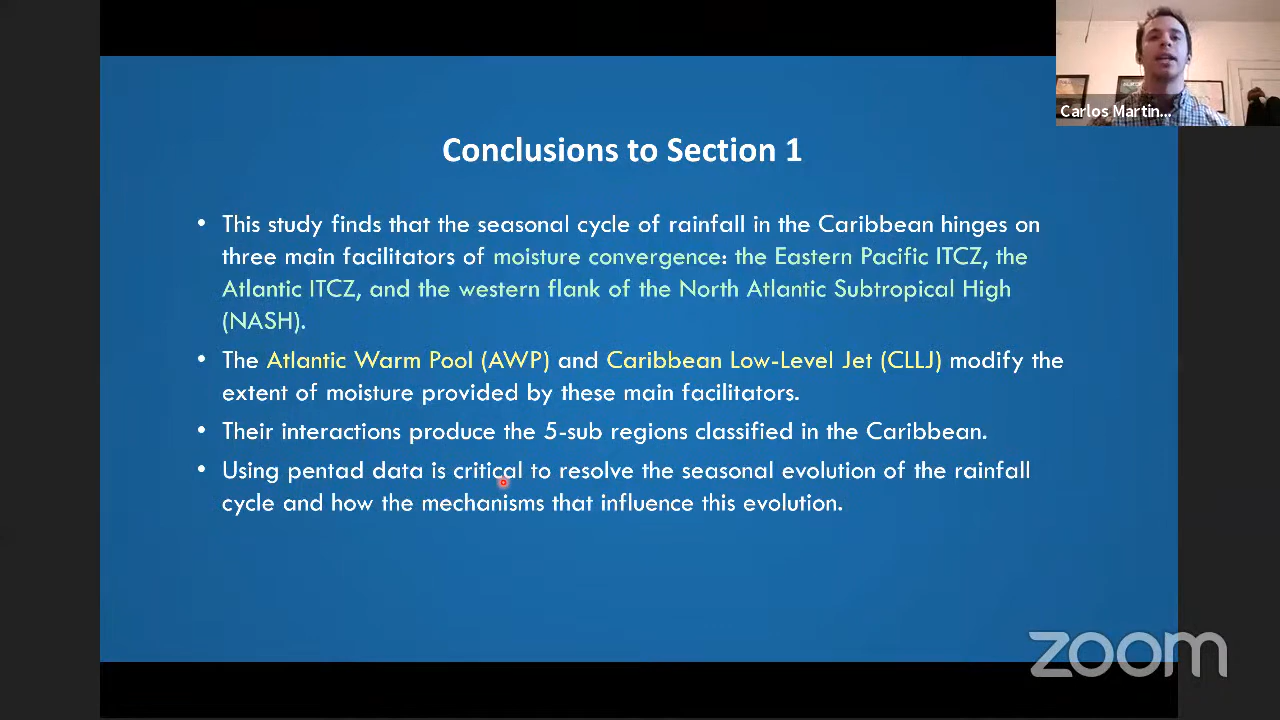 Carlos Martin...
Conclusions to Section 1
• This study finds that the seasonal cycle of rainfall in the Caribbean hinges on
three main facilitators of moisture convergence: the Eastern Pacific ITCZ, the
Atlantic ITCZ, and the western flank of the North Atlantic Subtropical High
(NASH).
• The Atlantic Warm Pool (AWP) and Caribbean Low-Level Jet (CLLJ) modify the
extent of moisture provided by these main facilitators.
• Their interactions produce the 5-sub regions classified in the Caribbean.
• Using pentad data is critical to resolve the seasonal evolution of the rainfall
cycle and how the mechanisms that influence this evolution.
zoom